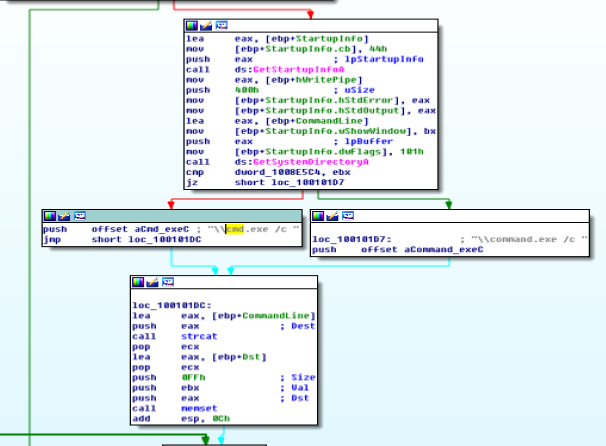 lea eax, [ebp+StartupInfo]
mov [ebp+StartupInfo.cb], 44h
push eax ; lpStartupInfo
call ds:GetStartupInfoA
mov eax, [ebp+hWritePipe]
push 400h ; uSize
mov [ebp+StartupInfo.hStdError], eax
mov [ebp+StartupInfo.hStdOutput], eax
lea eax, [ebp+CommandLine]
mov [ebp+StartupInfo.wShowWindow], bx
push eax ; lpBuffer
mov [ebp+StartupInfo.dwFlags], 101h
call ds:GetSystemDirectoryA
cmp dword_1008E5C4, ebx
jz short loc_100101D7
push offset aCmd_exeC ; "\\cmd.exe /c "
jmp short loc_100101DC
loc_100101D7: ; "\\command.exe /c "
push offset aCommand_exeC
loc_100101DC:
lea eax, [ebp+CommandLine]
push eax ; Dest
call strcat
pop ecx
lea eax, [ebp+Dst]
pop ecx
push 0FFh ; Size
push ebx ; Val
push eax ; Dst
call memset
add esp, 0Ch